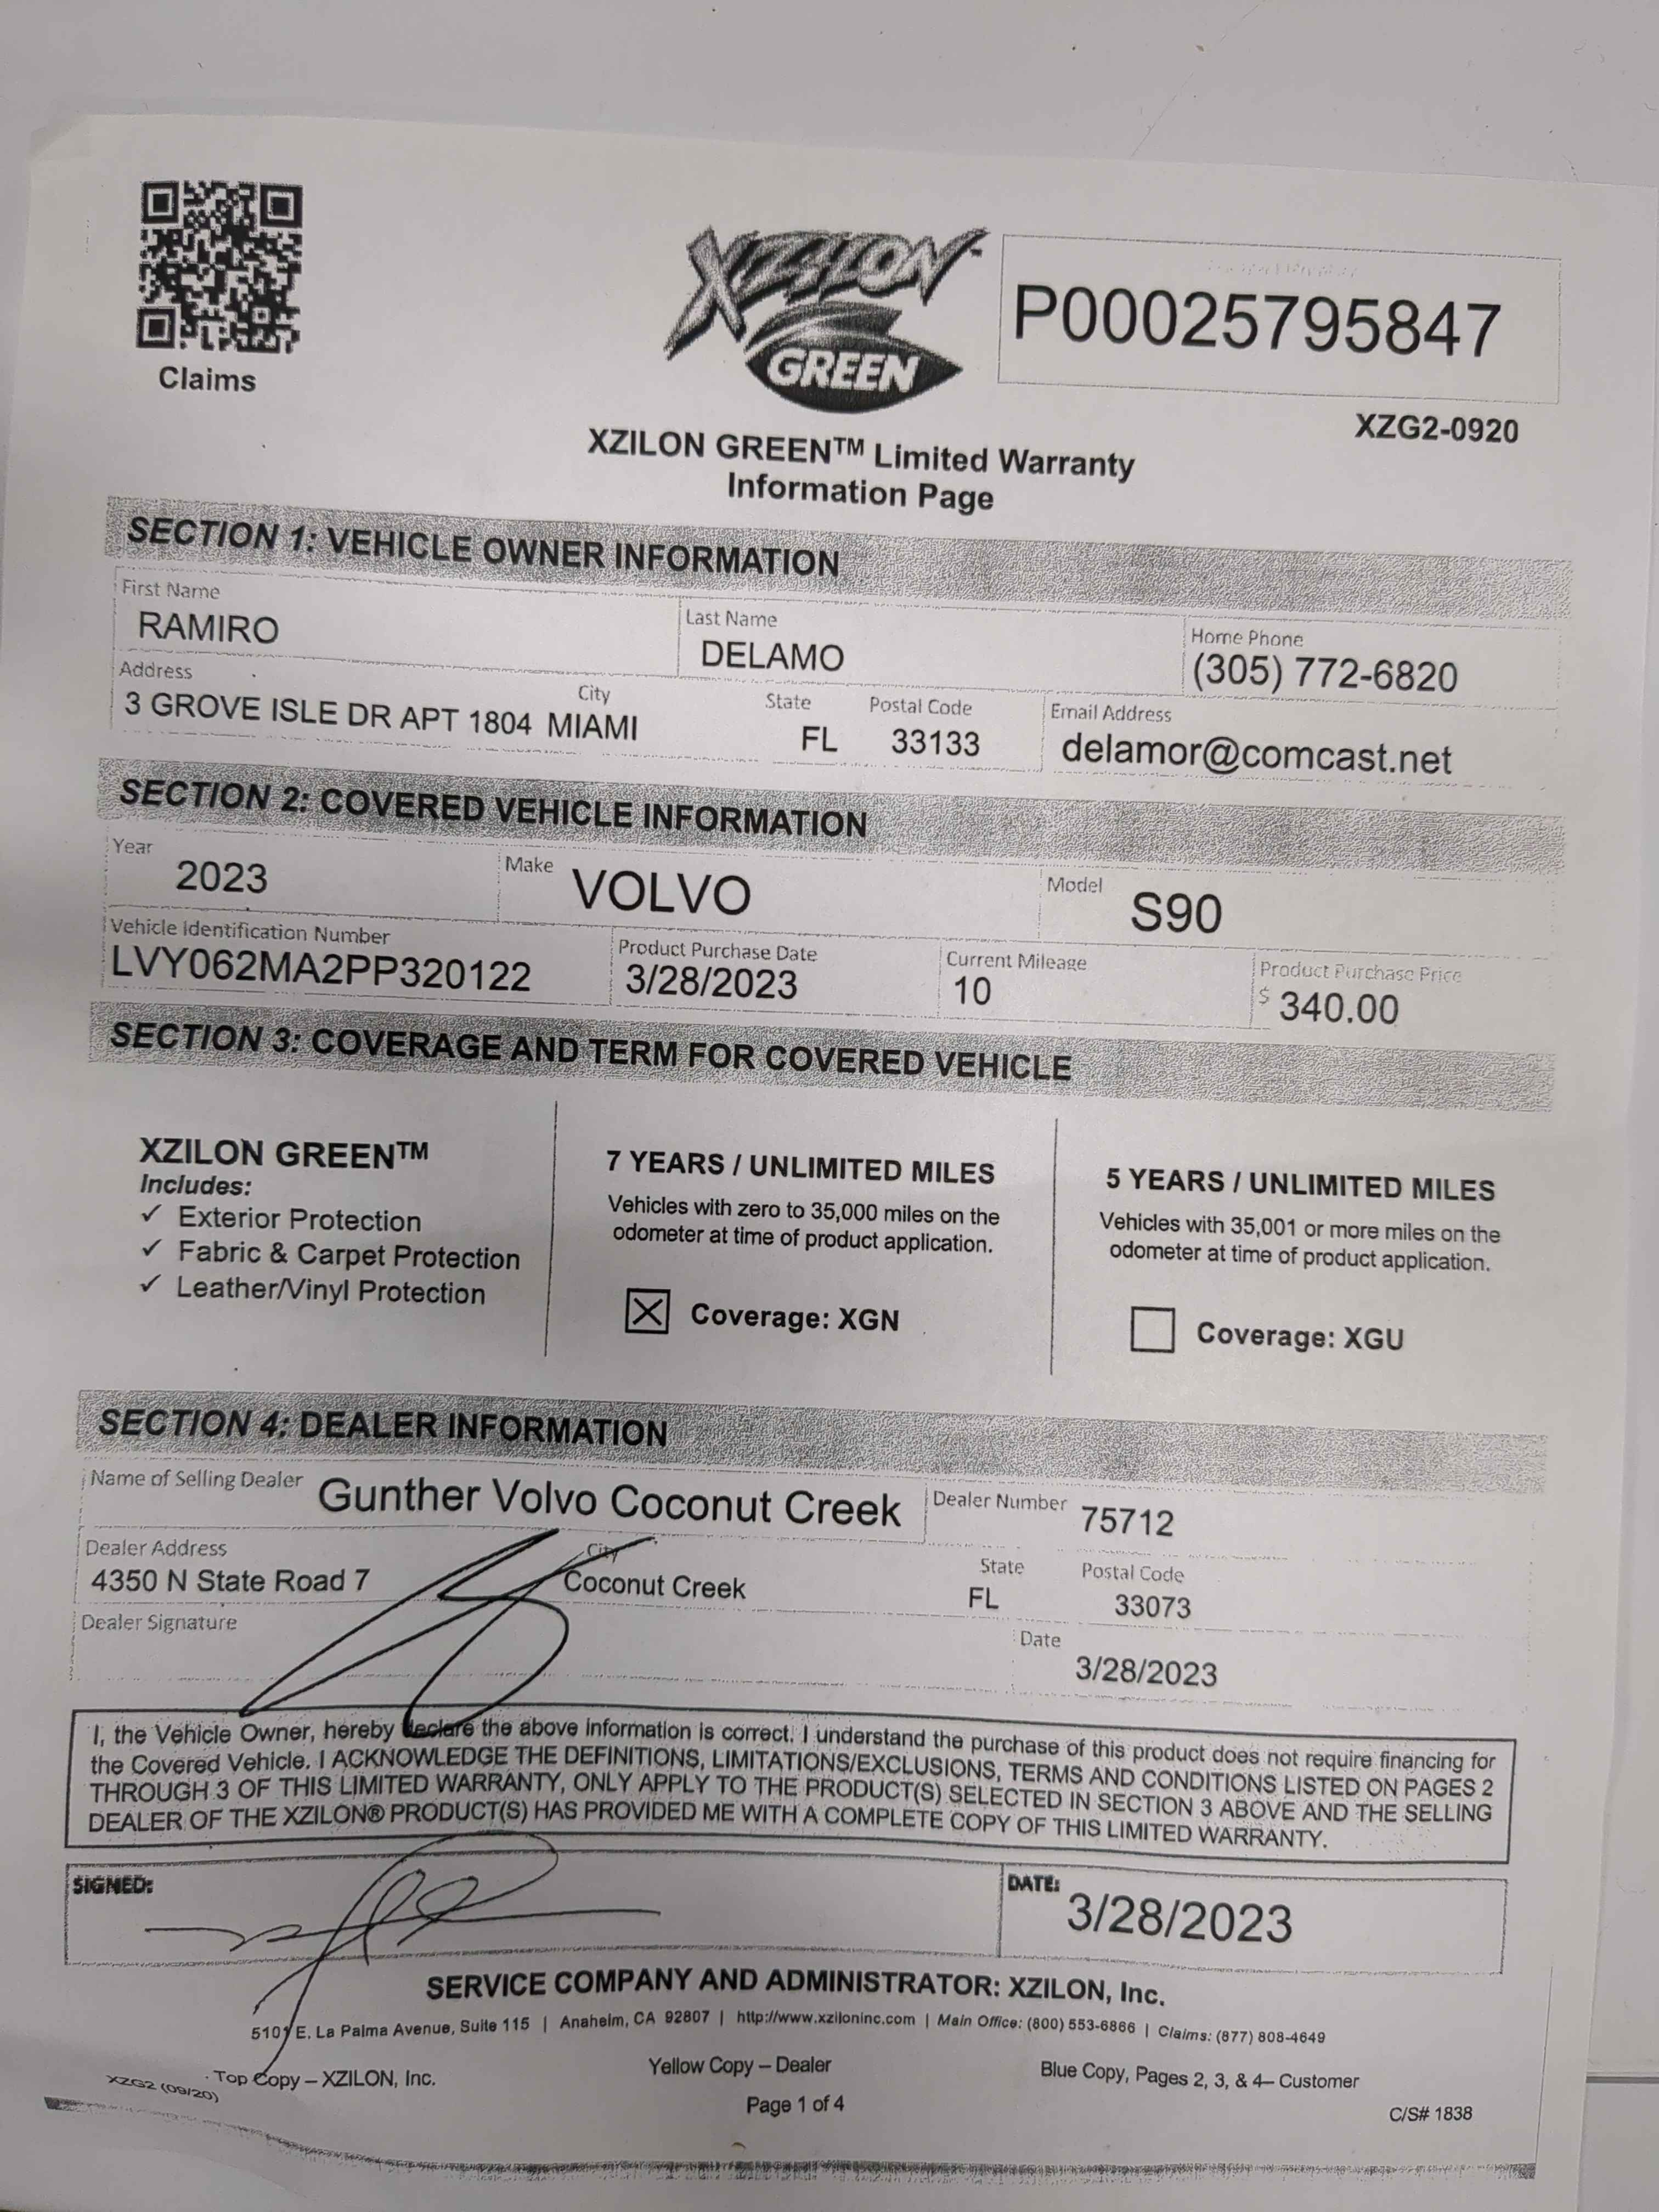 XZILON
GREEN
P00025795847
Claims
XZG2-0920
XZILON GREEN™ Limited Warranty
Information Page
SECTION 1: VEHICLE OWNER INFORMATION
First Name
RAMIRO
Last Name
DELAMO
Home Phone
(305) 772-6820
Address
3 GROVE ISLE DR APT 1804
City
MIAMI
State
FL
Postal Code
33133
Email Address
delamor@comcast.net
SECTION 2: COVERED VEHICLE INFORMATION
Year
2023
Make
VOLVO
Model
S90
Vehicle Identification Number
LVY062MA2PP320122
Product Purchase Date
3/28/2023
Current Mileage
10
Product Purchase Price
$ 340.00
SECTION 3: COVERAGE AND TERM FOR COVERED VEHICLE
XZILON GREEN™
Includes:
✓ Exterior Protection
✓ Fabric & Carpet Protection
✓ Leather/Vinyl Protection
7 YEARS / UNLIMITED MILES
Vehicles with zero to 35,000 miles on the
odometer at time of product application.
☒ Coverage: XGN
5 YEARS / UNLIMITED MILES
Vehicles with 35,001 or more miles on the
odometer at time of product application.
☐ Coverage: XGU
SECTION 4: DEALER INFORMATION
Name of Selling Dealer
Gunther Volvo Coconut Creek
Dealer Number
75712
Dealer Address
4350 N State Road 7
City
Coconut Creek
State
FL
Postal Code
33073
Dealer Signature
Date
3/28/2023
I, the Vehicle Owner, hereby declare the above information is correct. I understand the purchase of this product does not require financing for
the Covered Vehicle. I ACKNOWLEDGE THE DEFINITIONS, LIMITATIONS/EXCLUSIONS, TERMS AND CONDITIONS LISTED ON PAGES 2
THROUGH 3 OF THIS LIMITED WARRANTY, ONLY APPLY TO THE PRODUCT(S) SELECTED IN SECTION 3 ABOVE AND THE SELLING
DEALER OF THE XZILON® PRODUCT(S) HAS PROVIDED ME WITH A COMPLETE COPY OF THIS LIMITED WARRANTY.
SIGNED:
DATE:
3/28/2023
SERVICE COMPANY AND ADMINISTRATOR: XZILON, Inc.
5101 E. La Palma Avenue, Suite 115 | Anaheim, CA 92807 | http://www.xziloninc.com | Main Office: (800) 553-6866 | Claims: (877) 808-4649
XZG2 (09/20)
Top Copy – XZILON, Inc.
Yellow Copy – Dealer
Blue Copy, Pages 2, 3, & 4– Customer
Page 1 of 4
C/S# 1838